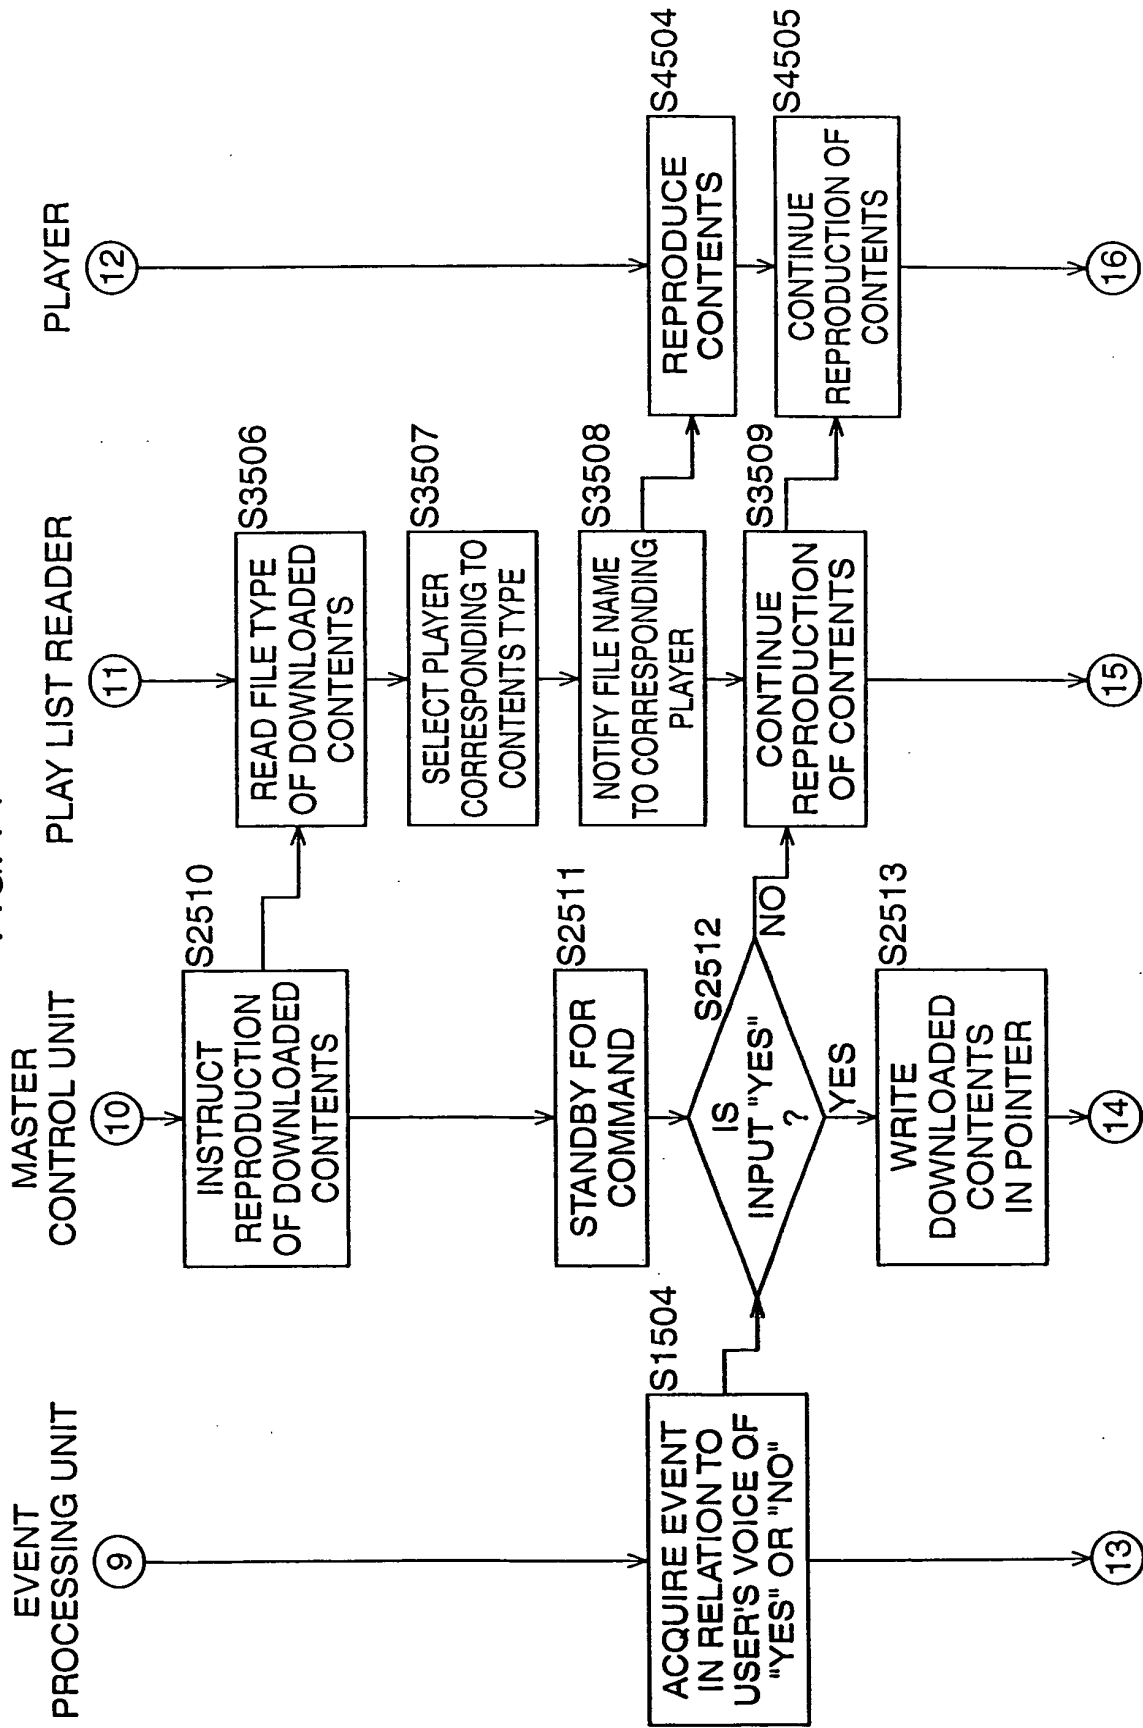 EVENT
PROCESSING UNIT
MASTER
CONTROL UNIT
PLAY LIST READER
PLAYER
9
10
11
12
S2510
INSTRUCT
REPRODUCTION
OF DOWNLOADED
CONTENTS
S3506
READ FILE TYPE
OF DOWNLOADED
CONTENTS
S3507
SELECT PLAYER
CORRESPONDING TO
CONTENTS TYPE
S2511
STANDBY FOR
COMMAND
S3508
NOTIFY FILE NAME
TO CORRESPONDING
PLAYER
S4504
REPRODUCE
CONTENTS
S1504
ACQUIRE EVENT
IN RELATION TO
USER'S VOICE OF
"YES" OR "NO"
S2512
IS
INPUT "YES"
?
NO
YES
S3509
CONTINUE
REPRODUCTION
OF CONTENTS
S4505
CONTINUE
REPRODUCTION OF
CONTENTS
S2513
WRITE
DOWNLOADED
CONTENTS
IN POINTER
13
14
15
16